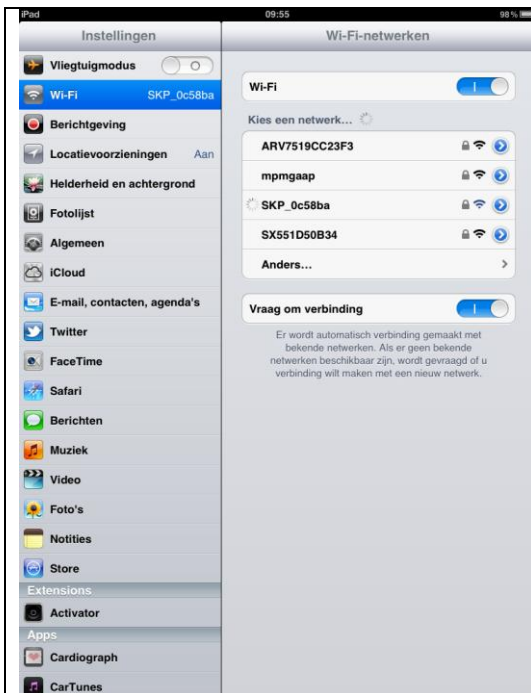 iPad 09:55 98%
Instellingen
Vliegtuigmodus
Wi-Fi SKP_0c58ba
Berichtgeving
Locatievoorzieningen Aan
Helderheid en achtergrond
Fotolijst
Algemeen
iCloud
E-mail, contacten, agenda's
Twitter
FaceTime
Safari
Berichten
Muziek
Video
Foto's
Notities
Store
Extensions
Activator
Apps
Cardiograph
CarTunes
Wi-Fi-netwerken
Wi-Fi
Kies een netwerk...
ARV7519CC23F3
mpmgaap
SKP_0c58ba
SX551D50B34
Anders...
Vraag om verbinding
Er wordt automatisch verbinding gemaakt met
bekende netwerken. Als er geen bekende
netwerken beschikbaar zijn, wordt gevraagd of u
verbinding wilt maken met een nieuw netwerk.